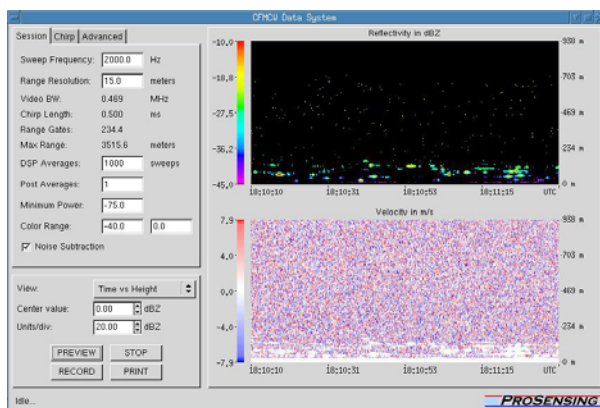 CFMCW Data System
Session Chirp Advanced
Sweep Frequency: 2000.0 Hz
Range Resolution: 15.0 meters
Video BW: 0.469 MHz
Chirp Length: 0.500 ms
Range Gates: 234.4
Max Range: 3515.6 meters
DSP Averages: 1000 sweeps
Post Averages: 1
Minimum Power: -75.0
Color Range: -40.0 0.0
Noise Subtraction
View: Time vs Height
Center value: 0.00 dBZ
Units/div: 20.00 dBZ
PREVIEW STOP
RECORD PRINT
Idle...
Reflectivity in dBZ
-10.0 938 m
-18.8 703 m
-27.5 469 m
-36.2 234 m
-45.0 0 m
18:10:10 18:10:31 18:10:53 18:11:15 UTC
Velocity in m/s
7.9 938 m
4.0 703 m
0.0 469 m
-4.0 234 m
-7.9 0 m
18:10:10 18:10:31 18:10:53 18:11:15 UTC
PROSENSING